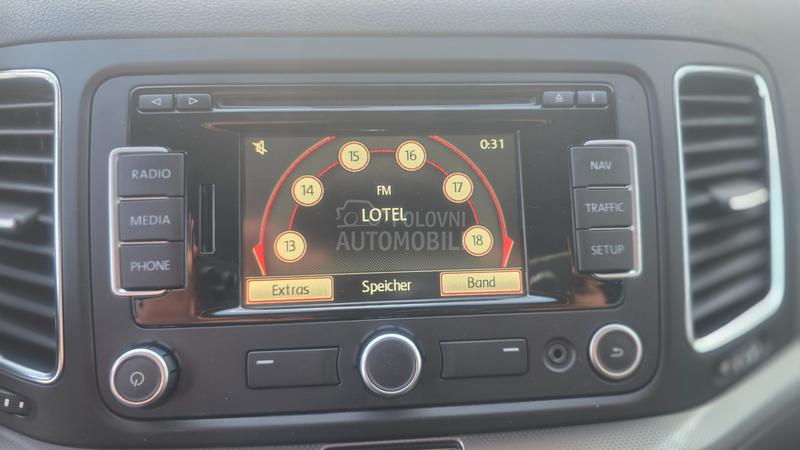 RADIO
MEDIA
PHONE
0:31
15
16
14
17
13
18
FM
LOTEL
POLOVNI
AUTOMOBILI
Extras
Speicher
Band
NAV
TRAFFIC
SETUP
i